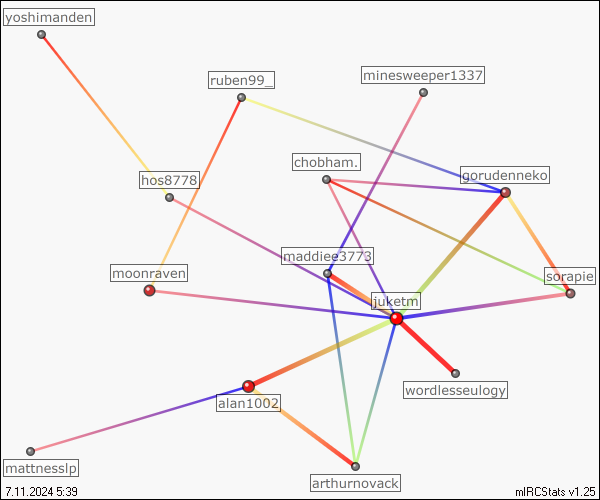 yoshimanden
minesweeper1337
ruben99_
chobham.
gorudenneko
hos8778
maddiee3773
moonraven
sorapie
juketm
wordlesseulogy
alan1002
mattnesslp
arthurnovack
7.11.2024 5:39
mIRCStats v1.25